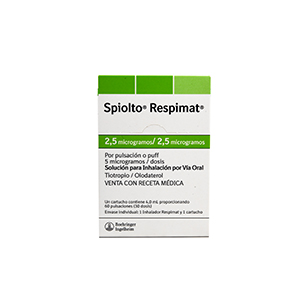 Spiolto® Respimat®
2,5 microgramos/ 2,5 microgramos
Por pulsación o puff
5 microgramos / dosis
Solución para Inhalación por Vía Oral
Tiotropio / Olodaterol
VENTA CON RECETA MÉDICA
Un cartucho contiene 4,0 mL proporcionando
60 pulsaciones (30 dosis)
Envase individual: 1 Inhalador Respimat y 1 cartucho
Boehringer
Ingelheim